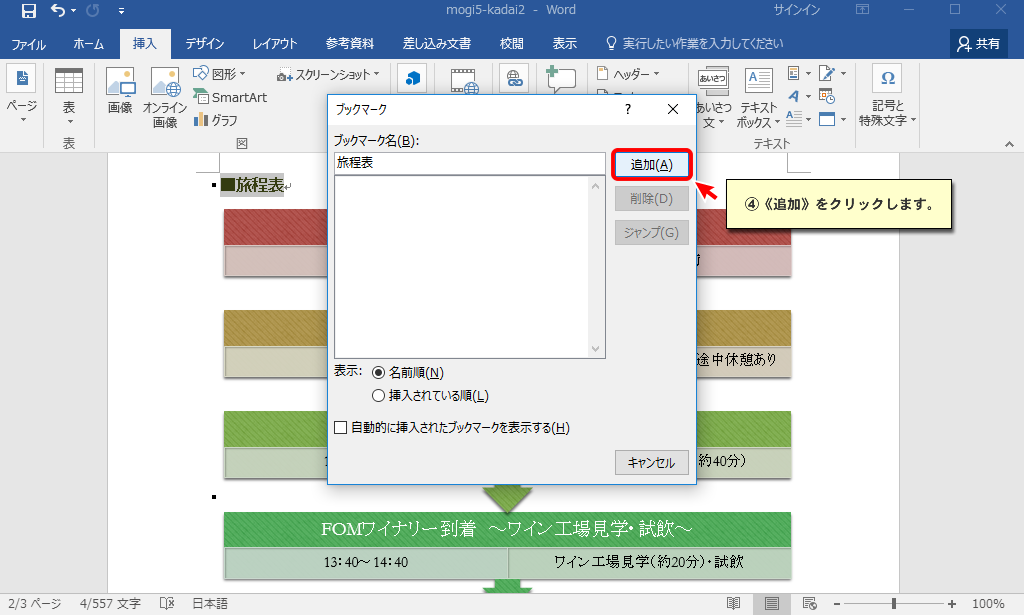 mogi5-kadai2 - Word
サインイン
ファイル
ホーム
挿入
デザイン
レイアウト
参考資料
差し込み文書
校閲
表示
実行したい作業を入力してください
共有
ページ
表
表
画像
オンライン
画像
図形
SmartArt
グラフ
スクリーンショット
図
ヘッダー
あいさつ
あいさつ
文
テキスト
ボックス
テキスト
記号と
特殊文字
ブックマーク
ブックマーク名(B):
旅程表
追加(A)
削除(D)
ジャンプ(G)
表示:
名前順(N)
挿入されている順(L)
自動的に挿入されたブックマークを表示する(H)
キャンセル
④《追加》をクリックします。
■旅程表
途中休憩あり
約40分）
FOMワイナリー到着 ～ワイン工場見学・試飲～
13：40～14：40
ワイン工場見学（約20分）・試飲
2/3 ページ
4/557 文字
日本語
100%